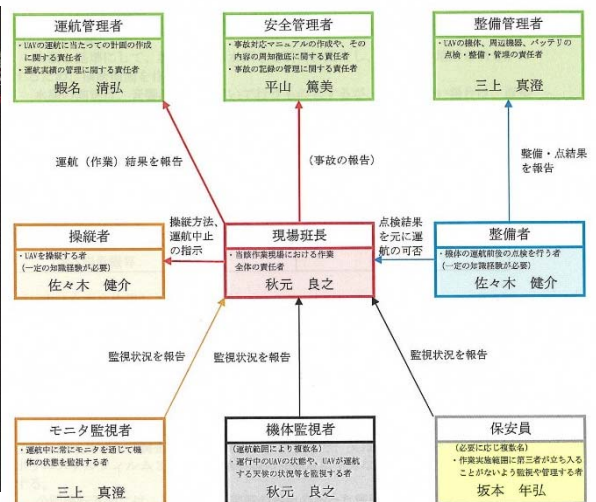 運航管理者
・UAVの運航に当たっての計画の作成
に関する責任者
・運航実績の管理に関する責任者
蝦名 清弘
安全管理者
・事故対応マニュアルの作成や、その
内容の周知徹底に関する責任者
・事故の記録の管理に関する責任者
平山 篤美
整備管理者
・UAVの機体、周辺機器、バッテリの
点検・整備・管理の責任者
三上 真澄
運航（作業）結果を報告
（事故の報告）
整備・点結果
を報告
操縦者
・UAVを操縦する者
(一定の知識経験が必要)
佐々木 健介
操縦方法、
運航中止
の指示
現場班長
・当該作業現場における作業
全体の責任者
秋元 良之
点検結果
を元に運
航の可否
整備者
・機体の運航前後の点検を行う者
(一定の知識経験が必要)
佐々木 健介
監視状況を報告
監視状況を報告
監視状況を報告
モニタ監視者
・運航中に常にモニタを通じて機
体の状態を監視する者
三上 真澄
機体監視者
(運航範囲により複数名)
・運行中のUAVの状態や、UAVが運航
する天候の状況等を監視する者
秋元 良之
保安員
(必要に応じ複数名)
・作業実施範囲に第三者が立ち入る
ことがないよう監視や管理する者
坂本 年弘